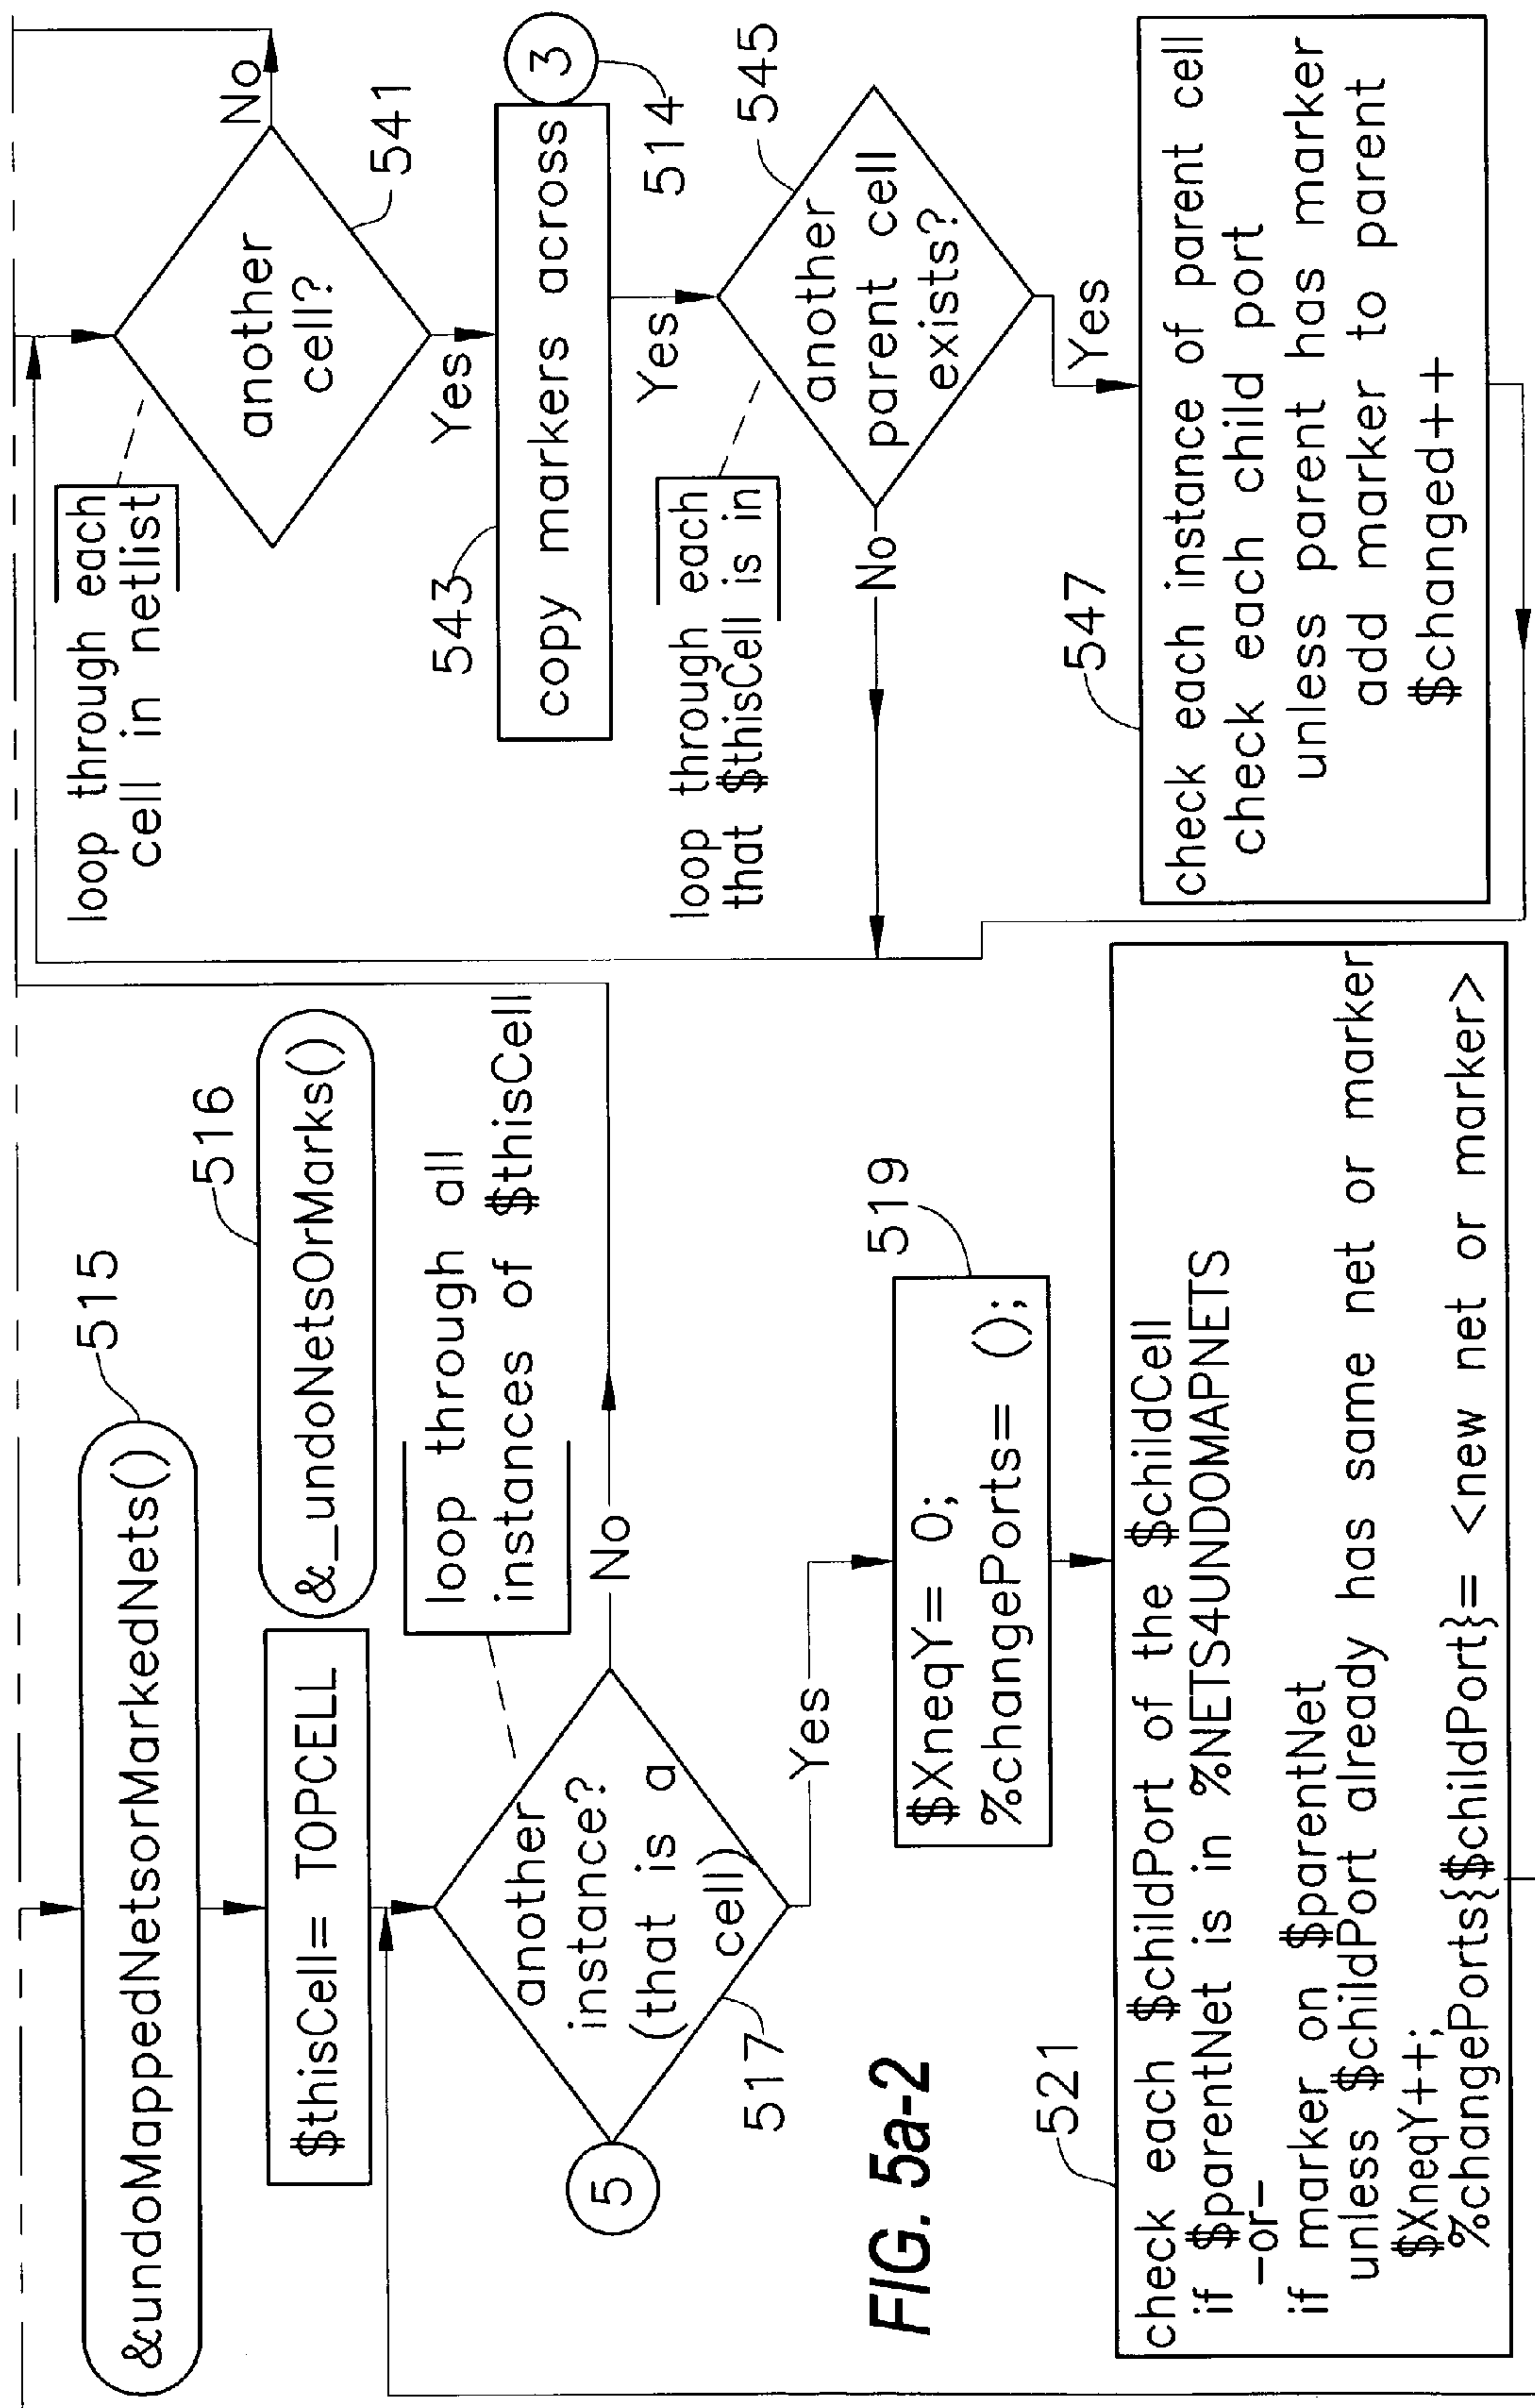 &undoMappedNetsorMarkedNets()
515
&_undoNetsOrMarks()
516
$thisCell= TOPCELL
loop through all
instances of $thisCell
5
another
instance?
(that is a
cell)
517
No
Yes
$XneqY= 0;
%changePorts= ();
519
521
check each $childPort of the $childCell
if $parentNet is in %NETS4UNDOMAPNETS
-or-
if marker on $parentNet
unless $childPort already has same net or marker
$XneqY++;
%changePorts{$childPort}= <new net or marker>
FIG. 5a-2
loop through each
cell in netlist
another
cell?
541
No
Yes
543
copy markers across
3
514
Yes
loop through each
that $thisCell is in
another
parent cell
exists?
545
No
Yes
547
check each instance of parent cell
check each child port
unless parent has marker
add marker to parent
$changed++